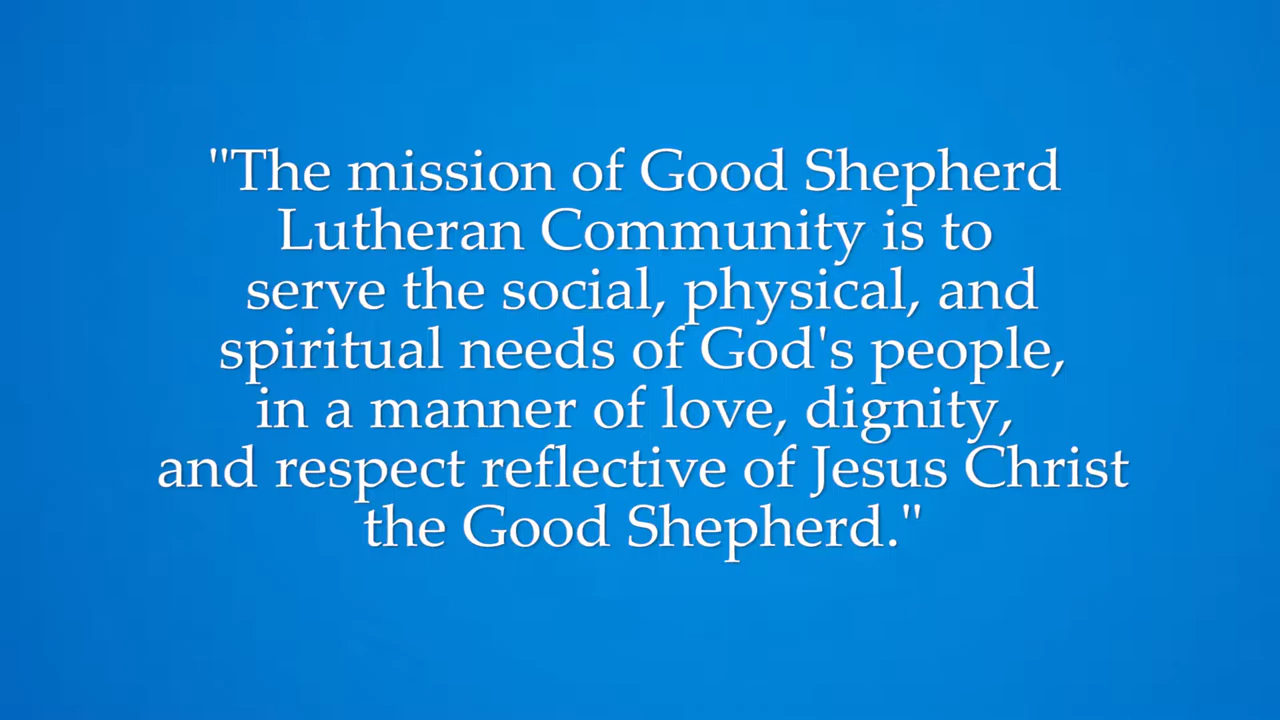 "The mission of Good Shepherd
Lutheran Community is to
serve the social, physical, and
spiritual needs of God's people,
in a manner of love, dignity,
and respect reflective of Jesus Christ
the Good Shepherd."